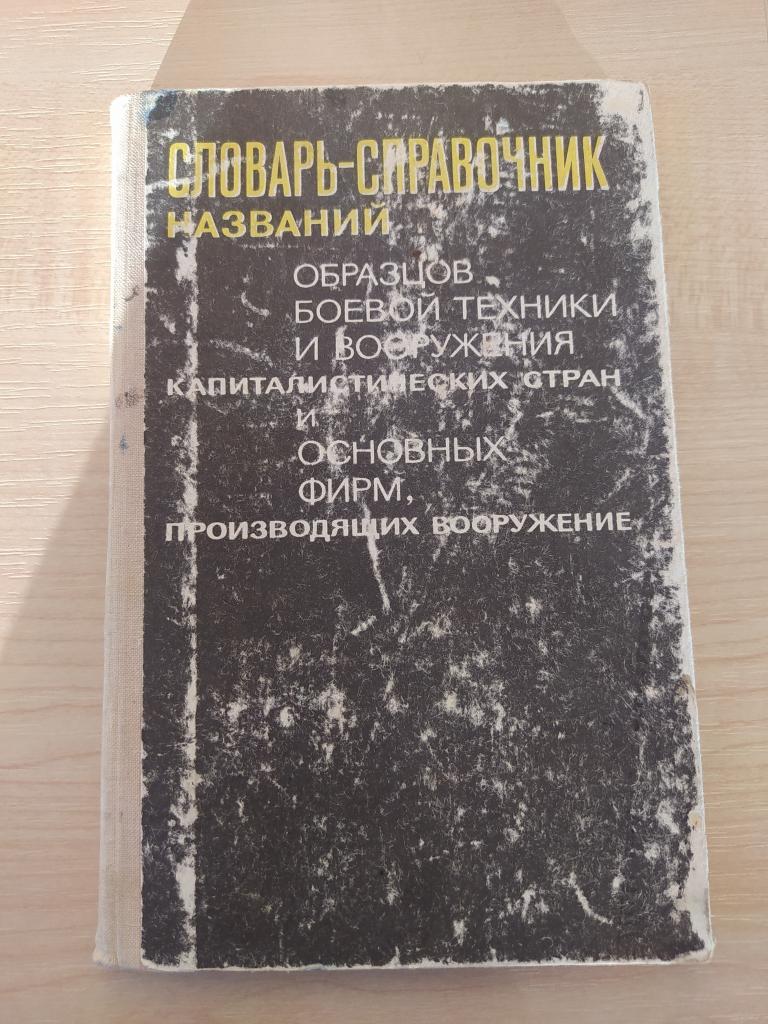 СЛОВАРЬ-СПРАВОЧНИК
НАЗВАНИЙ
ОБРАЗЦОВ
БОЕВОЙ ТЕХНИКИ
И ВООРУЖЕНИЯ
КАПИТАЛИСТИЧЕСКИХ СТРАН
И
ОСНОВНЫХ
ФИРМ,
ПРОИЗВОДЯЩИХ ВООРУЖЕНИЕ